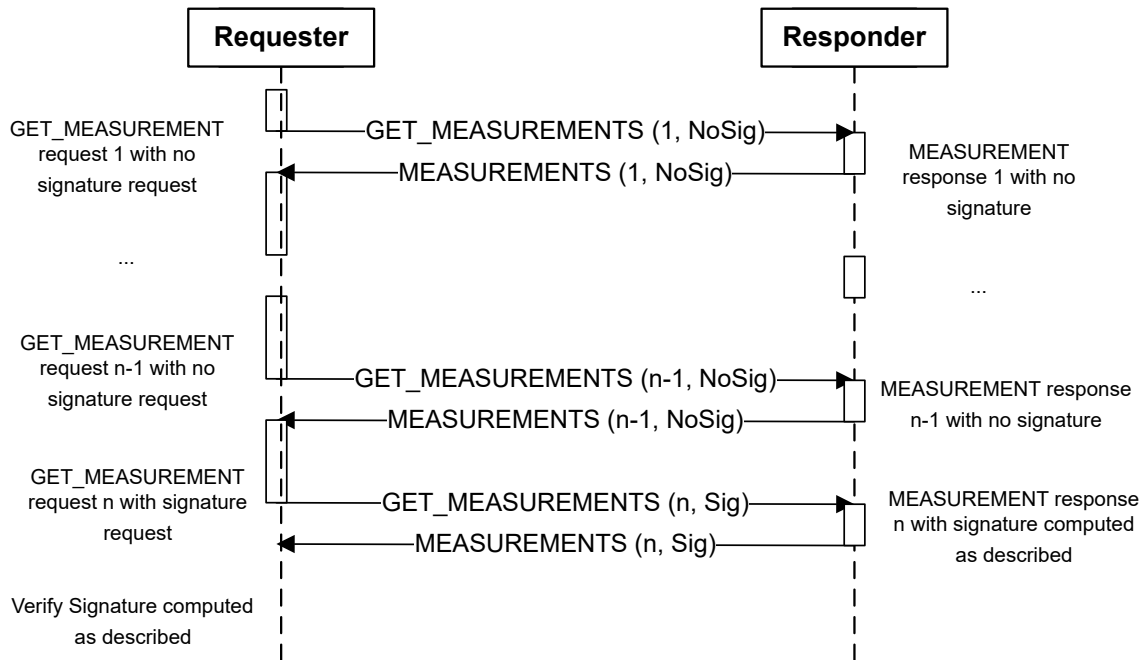 Requester
Responder
GET_MEASUREMENT
request 1 with no
signature request
GET_MEASUREMENTS (1, NoSig)
MEASUREMENTS (1, NoSig)
MEASUREMENT
response 1 with no
signature
...
...
GET_MEASUREMENT
request n-1 with no
signature request
GET_MEASUREMENTS (n-1, NoSig)
MEASUREMENTS (n-1, NoSig)
MEASUREMENT response
n-1 with no signature
GET_MEASUREMENT
request n with signature
request
GET_MEASUREMENTS (n, Sig)
MEASUREMENTS (n, Sig)
MEASUREMENT response
n with signature computed
as described
Verify Signature computed
as described